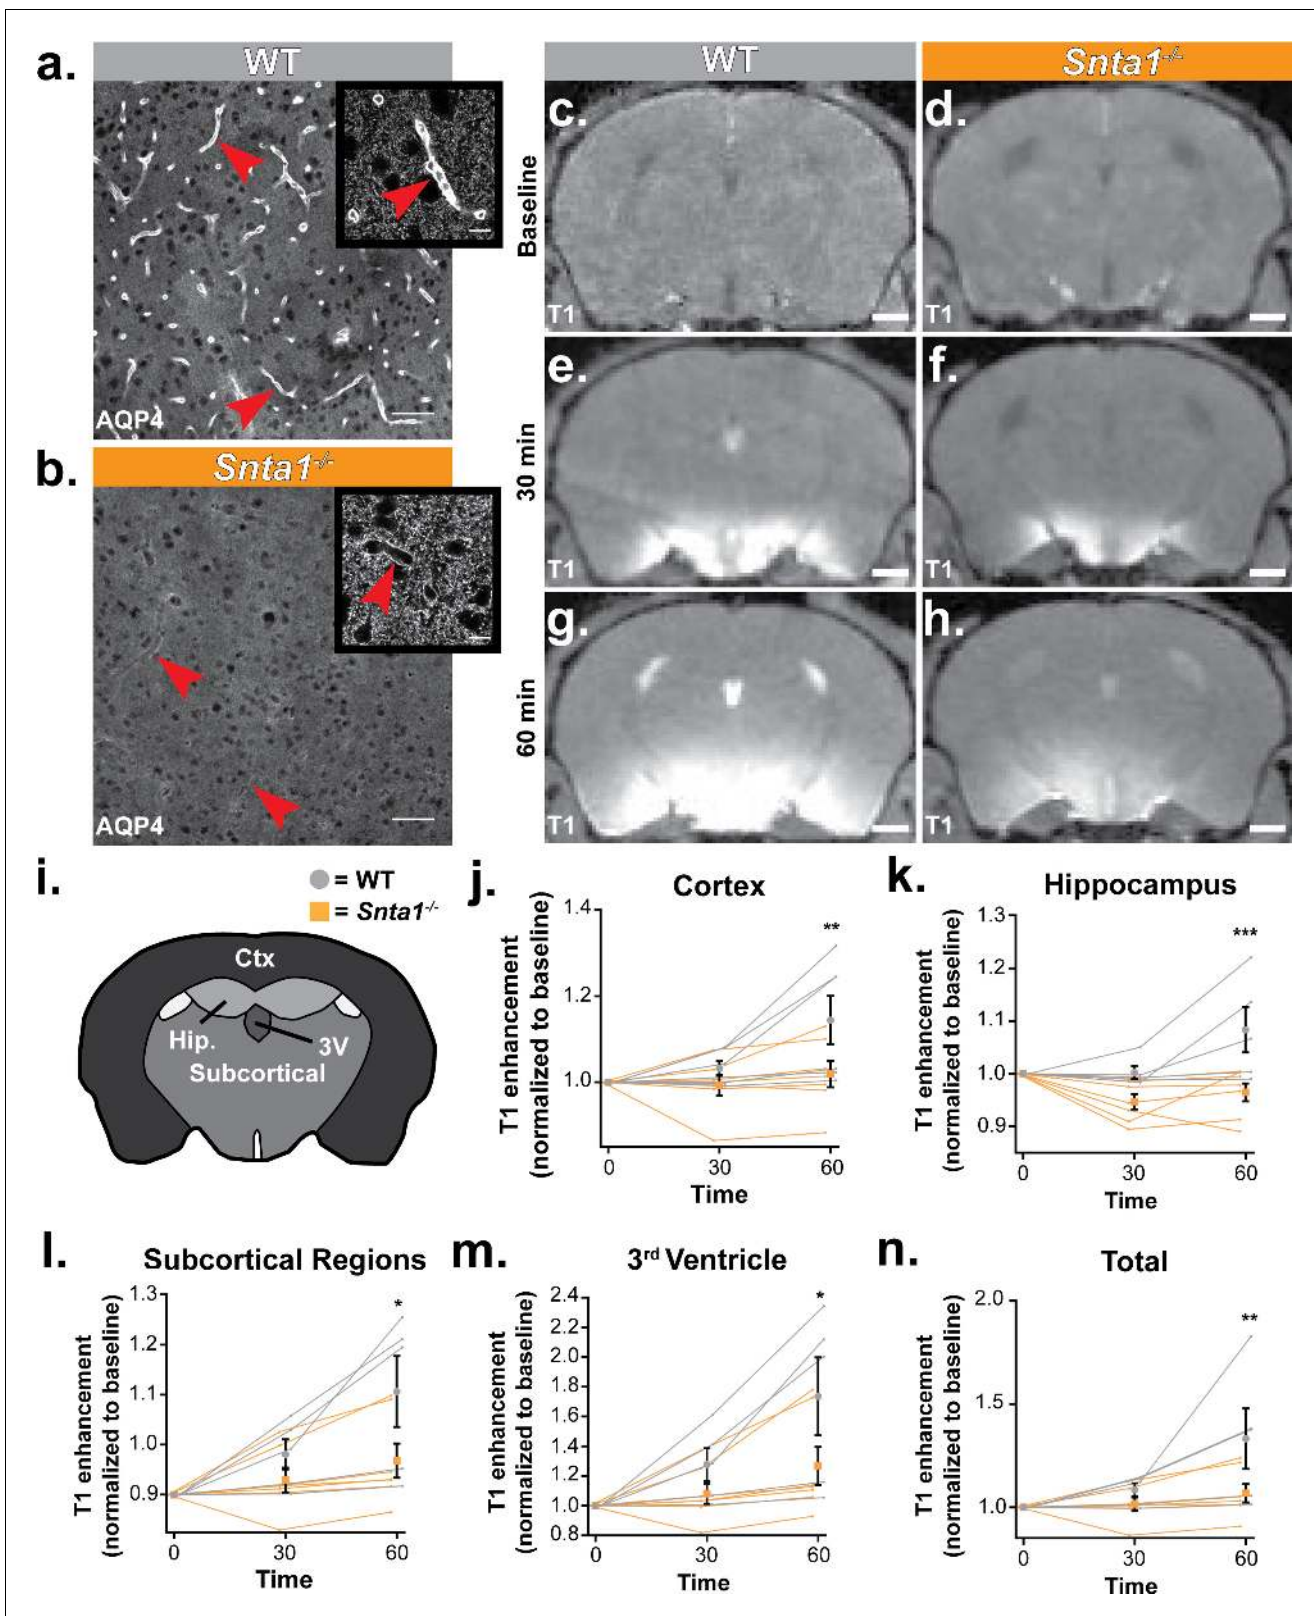 a.
WT
AQP4
b.
Snta1-/-
AQP4
WT
Snta1-/-
Baseline
c.
T1
d.
T1
30 min
e.
T1
f.
T1
60 min
g.
T1
h.
T1
i.
= WT
= Snta1-/-
Ctx
Hip.
3V
Subcortical
j.
Cortex
T1 enhancement
(normalized to baseline)
1.4
1.2
1.0
**
0
30
60
Time
k.
Hippocampus
T1 enhancement
(normalized to baseline)
1.3
1.2
1.1
1.0
0.9
***
0
30
60
Time
l.
Subcortical Regions
T1 enhancement
(normalized to baseline)
1.3
1.2
1.1
1.0
0.9
*
0
30
60
Time
m.
3rd Ventricle
T1 enhancement
(normalized to baseline)
2.4
2.2
2.0
1.8
1.6
1.4
1.2
1.0
0.8
*
0
30
60
Time
n.
Total
T1 enhancement
(normalized to baseline)
2.0
1.5
1.0
**
0
30
60
Time